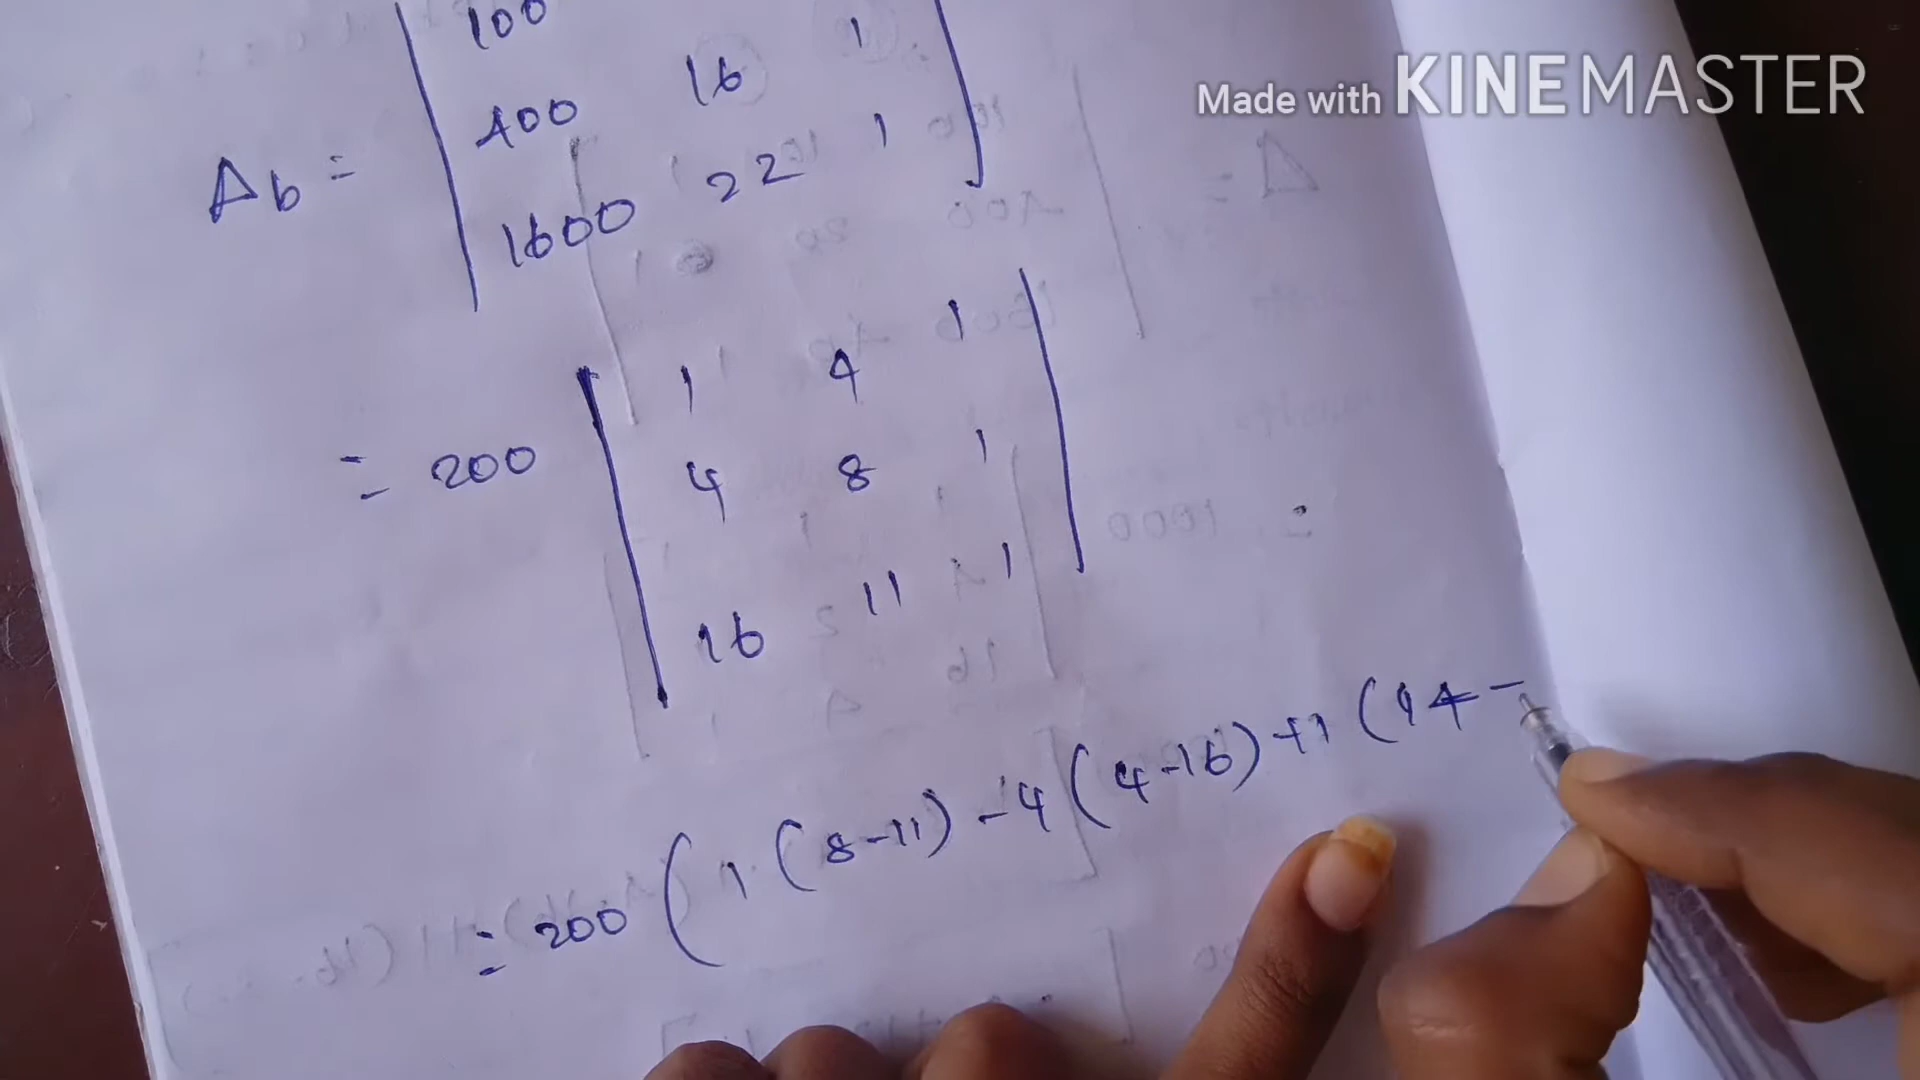 Made with KINEMASTER
100
400 16 1
Δb = 1600 22 1
1 4 1
= 200 4 8 1
16 11 1
= 200 ( 1 (8-11) - 4 (4-16) + 1 (44 -